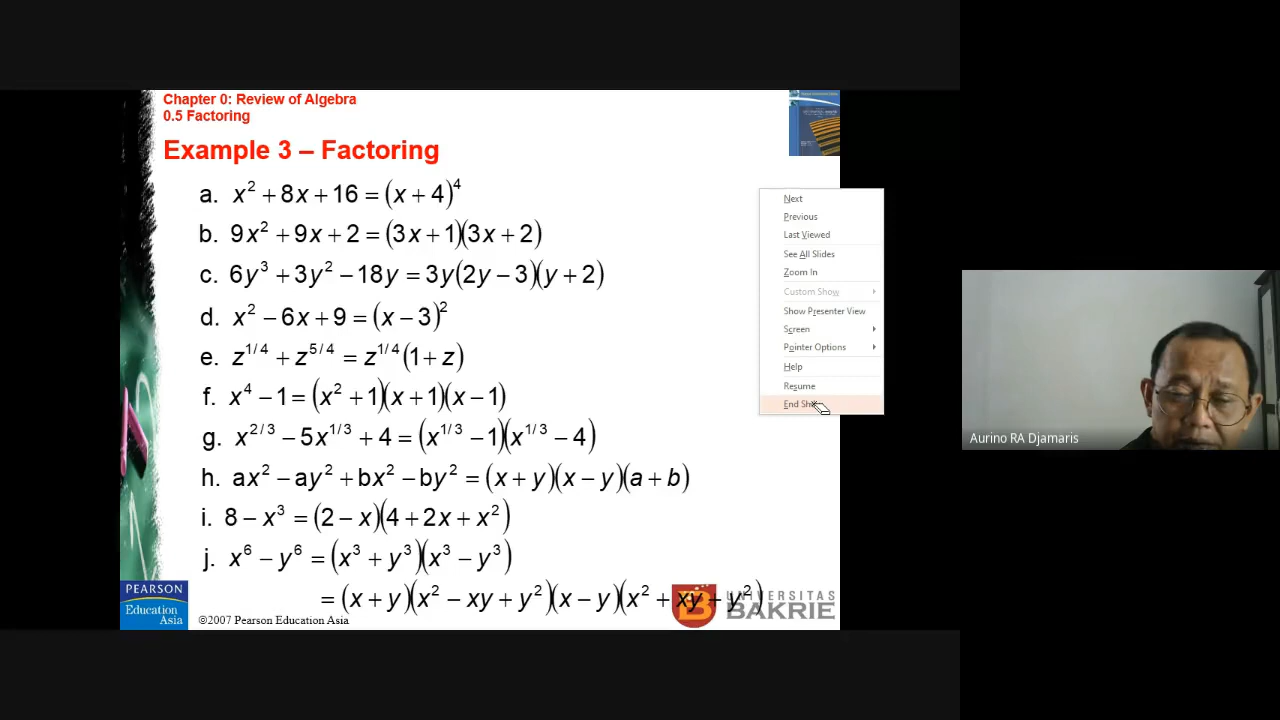 Chapter 0: Review of Algebra
0.5 Factoring
Example 3 – Factoring
a. x² + 8x + 16 = (x + 4)⁴
b. 9x² + 9x + 2 = (3x + 1)(3x + 2)
c. 6y³ + 3y² − 18y = 3y(2y − 3)(y + 2)
d. x² − 6x + 9 = (x − 3)²
e. z^1/4 + z^5/4 = z^1/4(1 + z)
f. x⁴ − 1 = (x² + 1)(x + 1)(x − 1)
g. x^2/3 − 5x^1/3 + 4 = (x^1/3 − 1)(x^1/3 − 4)
h. ax² − ay² + bx² − by² = (x + y)(x − y)(a + b)
i. 8 − x³ = (2 − x)(4 + 2x + x²)
j. x⁶ − y⁶ = (x³ + y³)(x³ − y³)
= (x + y)(x² − xy + y²)(x − y)(x² + xy + y²)
PEARSON
Education
Asia
©2007 Pearson Education Asia
B
UNIVERSITAS
BAKRIE
Next
Previous
Last Viewed
See All Slides
Zoom In
Custom Show
Show Presenter View
Screen
Pointer Options
Help
Resume
End
Aurino RA Djamaris